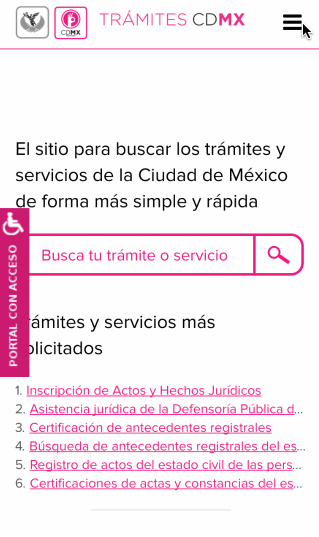 TRÁMITES CDMX
CDMX
El sitio para buscar los trámites y
servicios de la Ciudad de México
de forma más simple y rápida
PORTAL CON ACCESO
Busca tu trámite o servicio
rámites y servicios más
olicitados
1. Inscripción de Actos y Hechos Jurídicos
2. Asistencia jurídica de la Defensoría Pública d...
3. Certificación de antecedentes registrales
4. Búsqueda de antecedentes registrales del es...
5. Registro de actos del estado civil de las pers...
6. Certificaciones de actas y constancias del es...